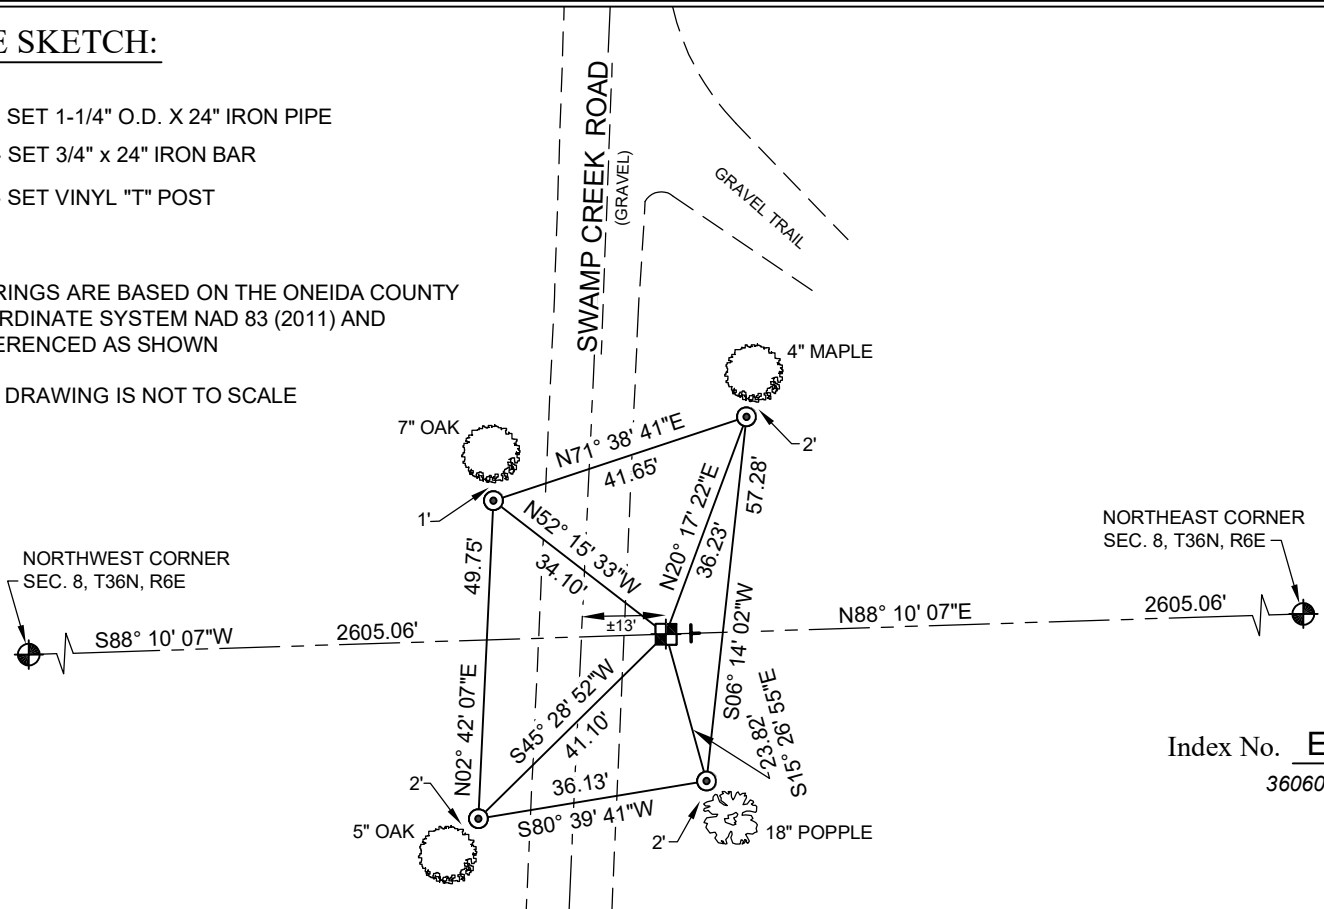 E SKETCH:
SET 1-1/4" O.D. X 24" IRON PIPE
SET 3/4" x 24" IRON BAR
SET VINYL "T" POST
RINGS ARE BASED ON THE ONEIDA COUNTY
RDINATE SYSTEM NAD 83 (2011) AND
ERENCED AS SHOWN
DRAWING IS NOT TO SCALE
SWAMP CREEK ROAD
(GRAVEL)
GRAVEL TRAIL
4" MAPLE
2'
7" OAK
1'
N71° 38' 41"E
41.65'
N52° 15' 33"W
34.10'
N20° 17' 22"E
36.23'
57.28'
S06° 14' 02"W
49.75'
N02° 42' 07"E
NORTHWEST CORNER
SEC. 8, T36N, R6E
S88° 10' 07"W
2605.06'
±13'
N88° 10' 07"E
2605.06'
NORTHEAST CORNER
SEC. 8, T36N, R6E
S45° 28' 52"W
41.10'
23.82'
S15° 26' 55"E
36.13'
S80° 39' 41"W
2'
5" OAK
2'
18" POPPLE
Index No. E
36060